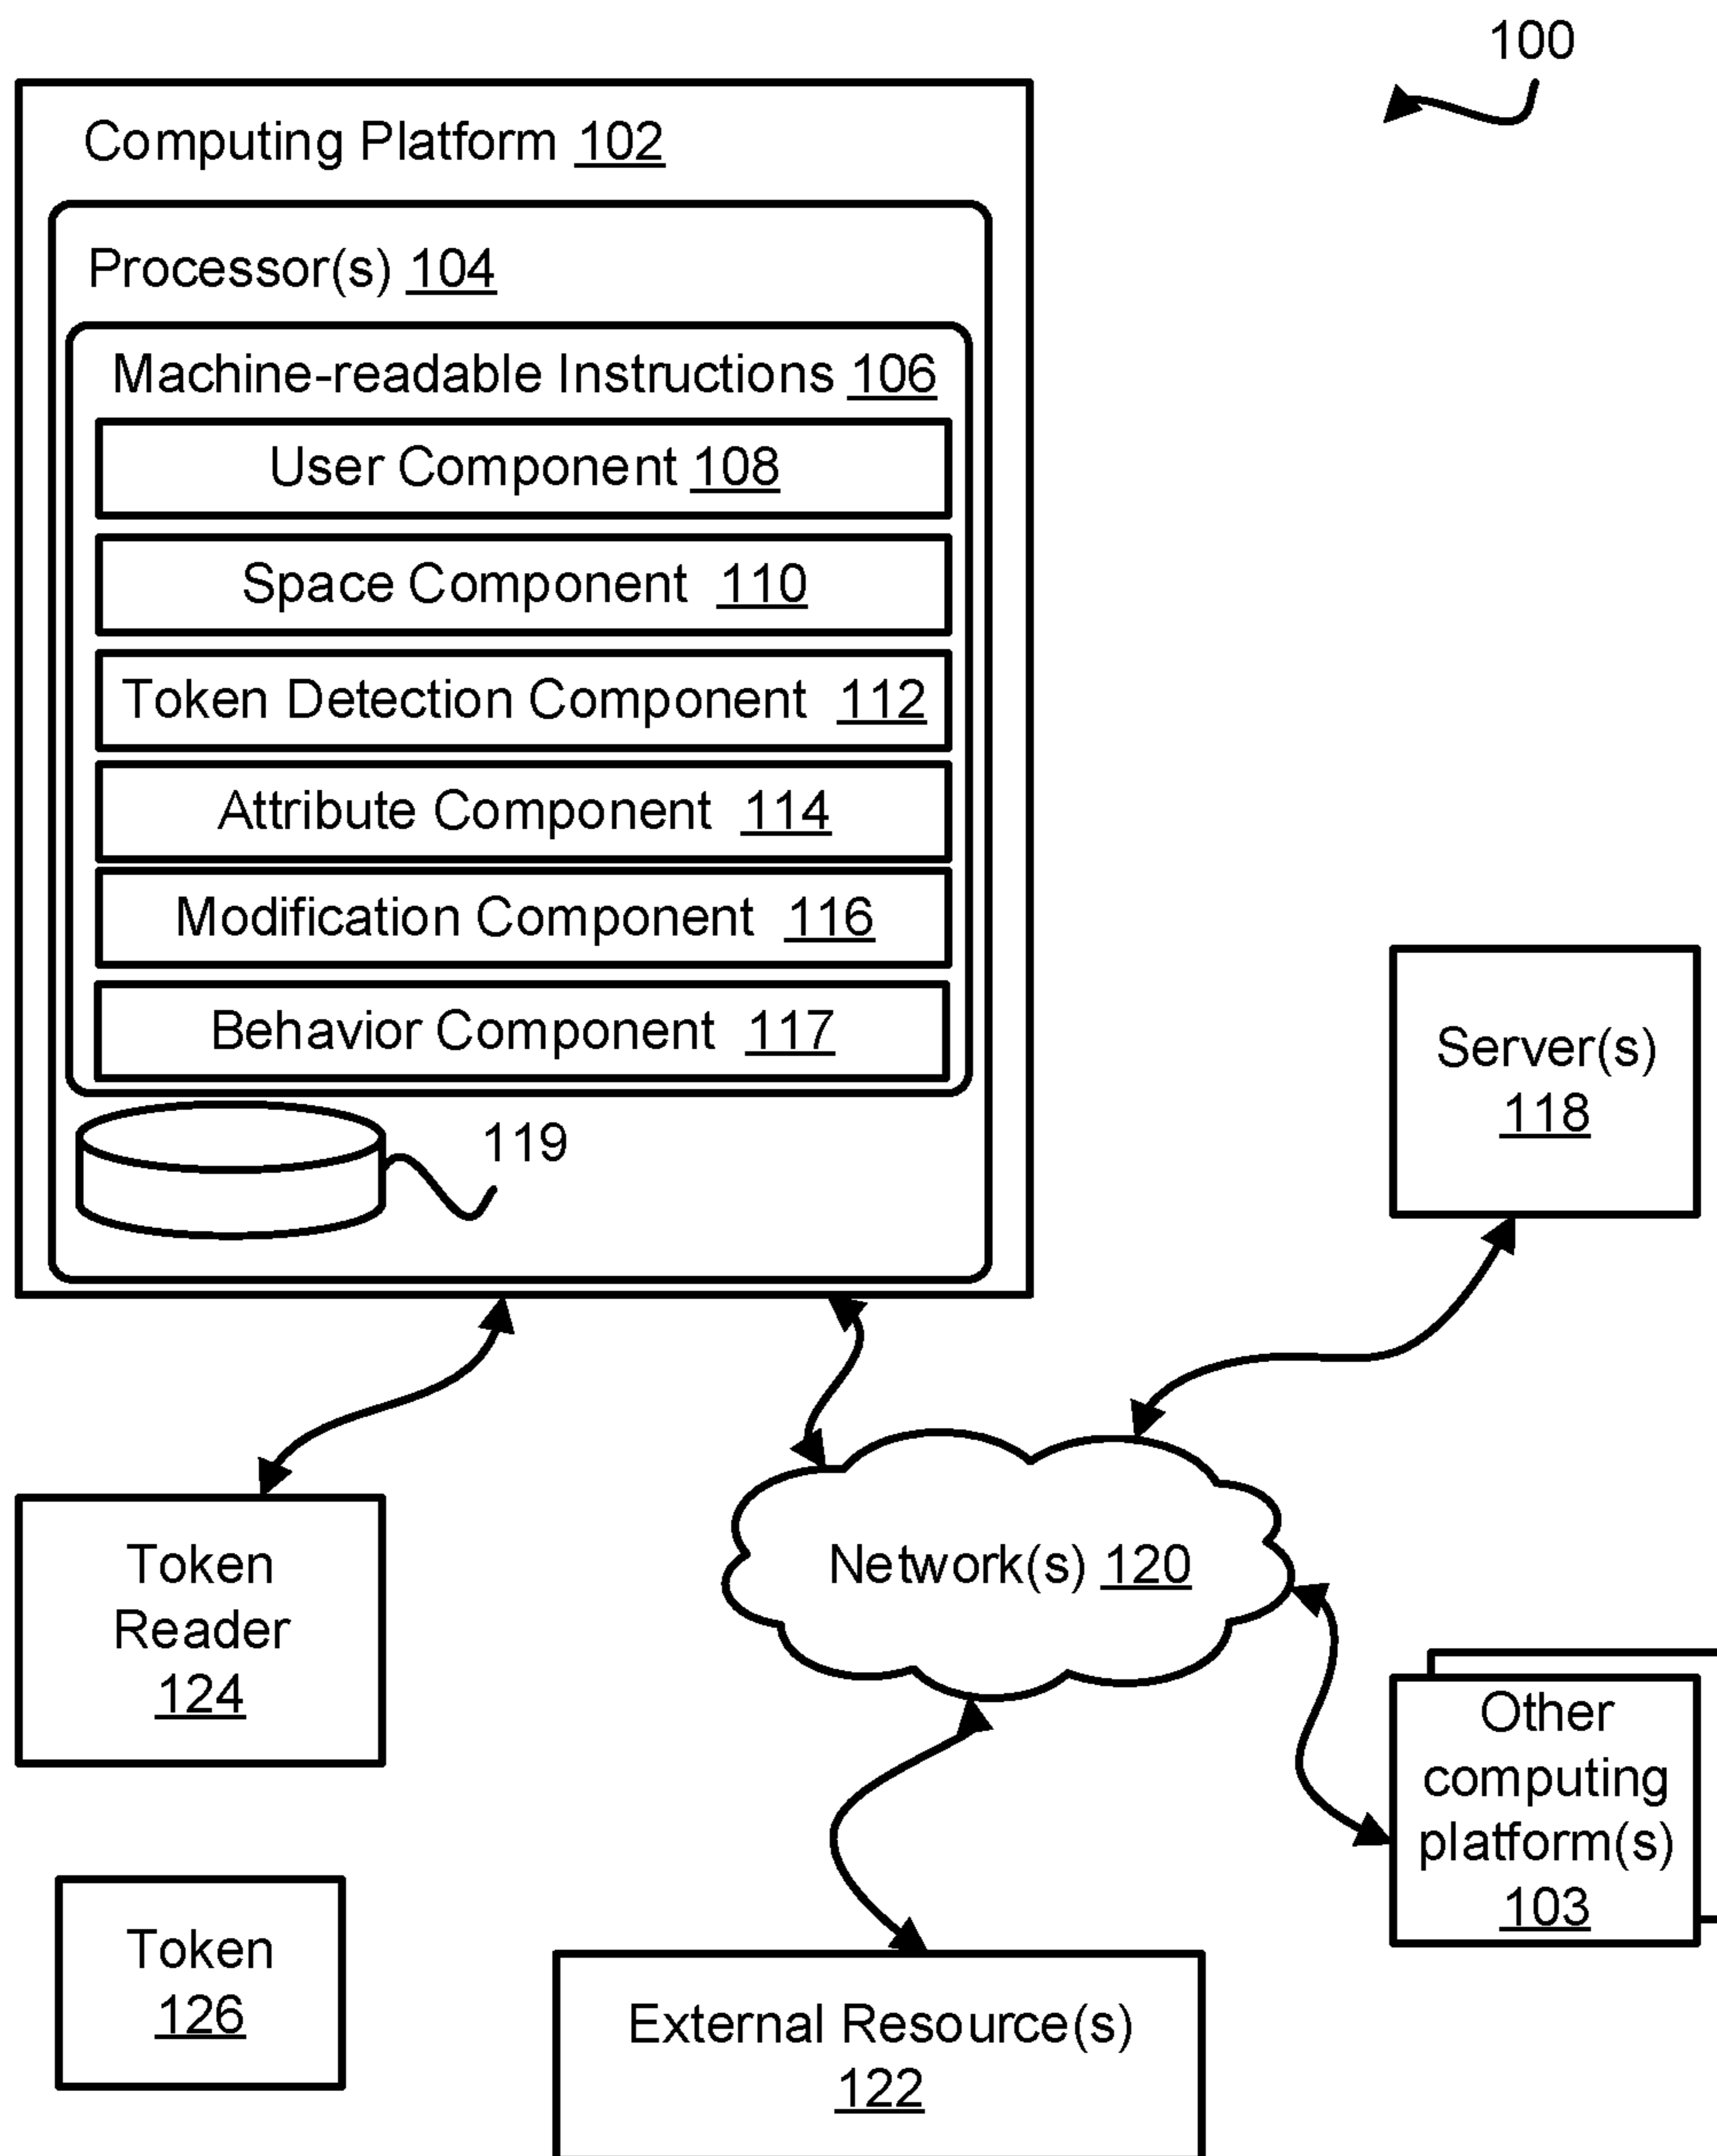 100
Computing Platform 102
Processor(s) 104
Machine-readable Instructions 106
User Component 108
Space Component 110
Token Detection Component 112
Attribute Component 114
Modification Component 116
Behavior Component 117
119
Server(s)
118
Network(s) 120
Token
Reader
124
Other
computing
platform(s)
103
Token
126
External Resource(s)
122